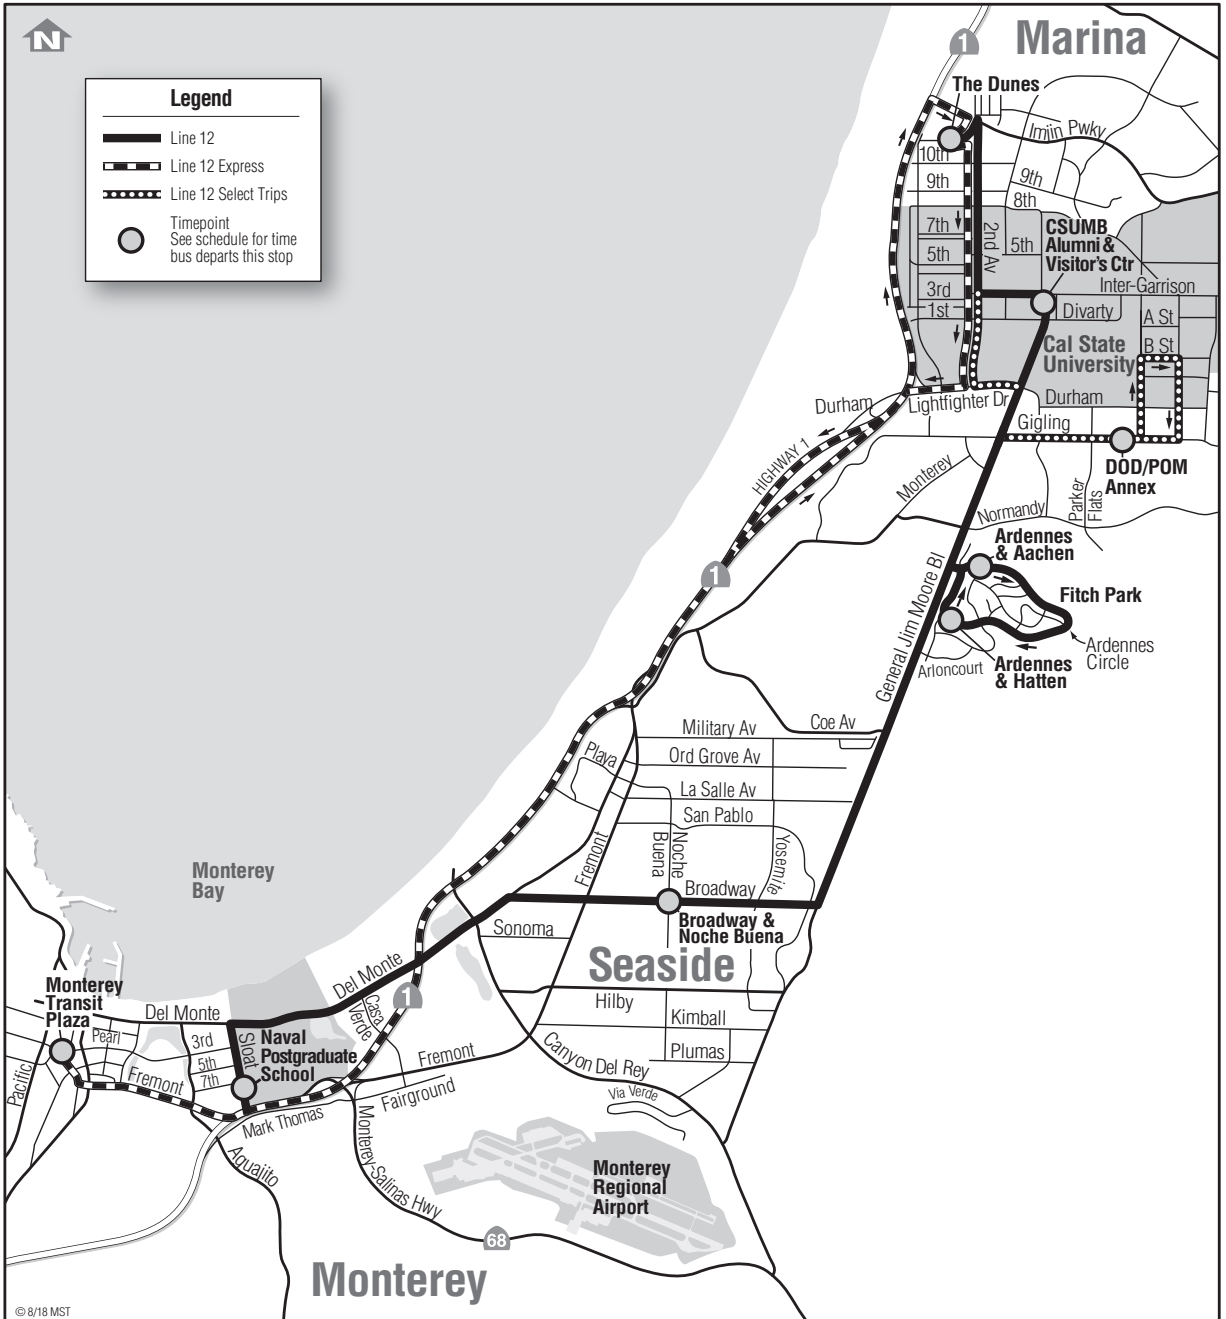 N
Marina
1
Legend
Line 12
Line 12 Express
Line 12 Select Trips
Timepoint
See schedule for time
bus departs this stop
The Dunes
Imjin Pwky
10th
9th
9th
8th
7th
2nd Av
5th
5th
CSUMB
Alumni &
Visitor's Ctr
Inter-Garrison
3rd
1st
Divarty
A St
B St
Cal State
University
Durham
Lightfighter Dr
Durham
Gigling
HIGHWAY 1
Monterey
DOD/POM
Annex
Parker
Flats
Normandy
Ardennes
& Aachen
1
General Jim Moore Bl
Fitch Park
Ardennes
Circle
Arloncourt
Ardennes
& Hatten
Coe Av
Military Av
Playa
Ord Grove Av
La Salle Av
San Pablo
Fremont
Noche
Buena
Yosemite
Monterey
Bay
Broadway
Broadway &
Noche Buena
Sonoma
Seaside
Del Monte
1
Casa
Verde
Hilby
Kimball
Plumas
Monterey
Transit
Plaza
Del Monte
Pearl
3rd
5th
7th
Sloat
Naval
Postgraduate
School
Fremont
Pacific
Fremont
Canyon Del Rey
Via Verde
Fairground
Mark Thomas
Aguajito
Monterey-Salinas Hwy
Monterey
Regional
Airport
68
Monterey
© 8/18 MST